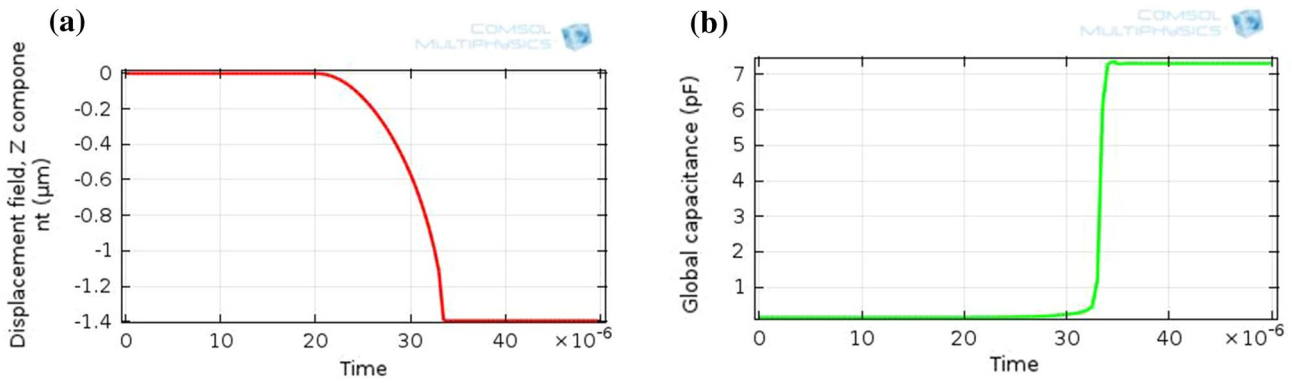 (a)
COMSOL
MULTIPHYSICS
Displacement field, Z compone
nt (µm)
0
-0.2
-0.4
-0.6
-0.8
-1
-1.2
-1.4
0 10 20 30 40 ×10⁻⁶
Time
(b)
COMSOL
MULTIPHYSICS
Global capacitance (pF)
7
6
5
4
3
2
1
0 10 20 30 40 ×10⁻⁶
Time